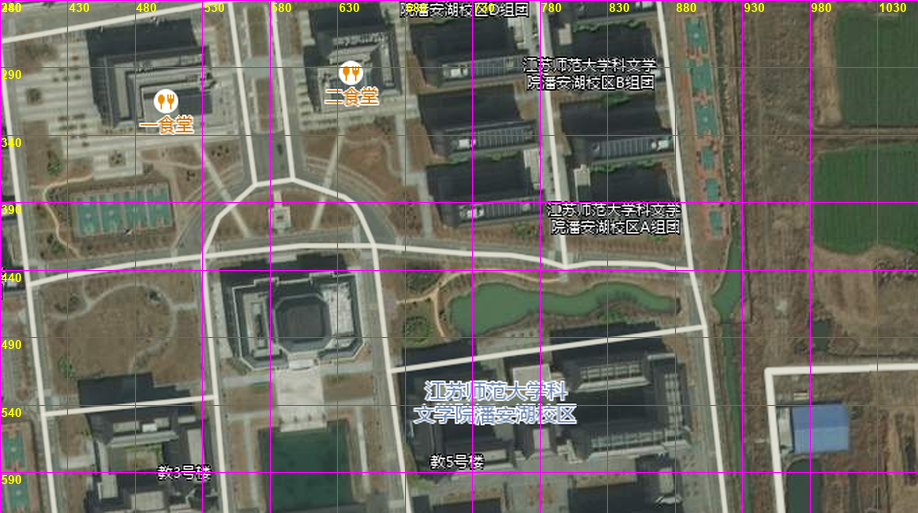 280 430 480 530 580 630 680 730 780 830 880 930 980 1030
院潘安湖校区D组团
江苏师范大学科文学
院潘安湖校区B组团
290
二食堂
一食堂
340
390
江苏师范大学科文学
院潘安湖校区A组团
440
490
江苏师范大学科
文学院潘安湖校区
540
教5号楼
教3号楼
590